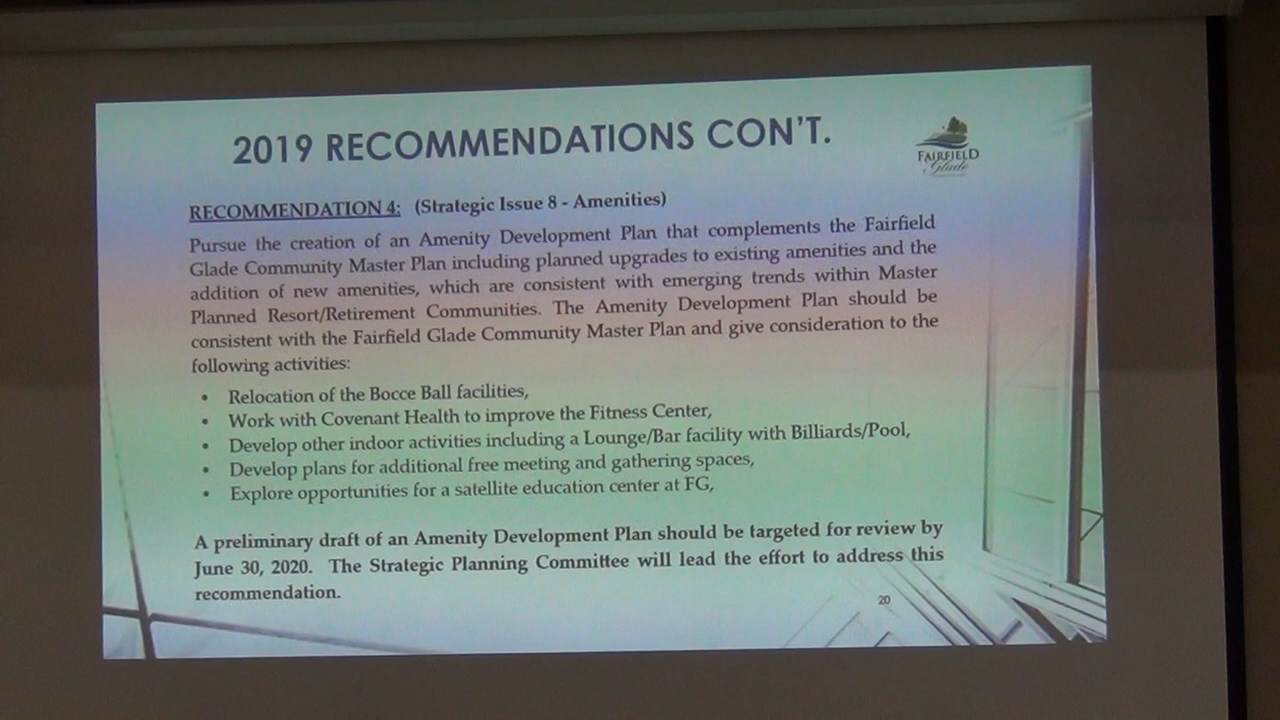 2019 RECOMMENDATIONS CON'T.
FAIRFIELD
Glade
RECOMMENDATION 4: (Strategic Issue 8 - Amenities)
Pursue the creation of an Amenity Development Plan that complements the Fairfield
Glade Community Master Plan including planned upgrades to existing amenities and the
addition of new amenities, which are consistent with emerging trends within Master
Planned Resort/Retirement Communities. The Amenity Development Plan should be
consistent with the Fairfield Glade Community Master Plan and give consideration to the
following activities:
• Relocation of the Bocce Ball facilities,
• Work with Covenant Health to improve the Fitness Center,
• Develop other indoor activities including a Lounge/Bar facility with Billiards/Pool,
• Develop plans for additional free meeting and gathering spaces,
• Explore opportunities for a satellite education center at FG,
A preliminary draft of an Amenity Development Plan should be targeted for review by
June 30, 2020. The Strategic Planning Committee will lead the effort to address this
recommendation.
20